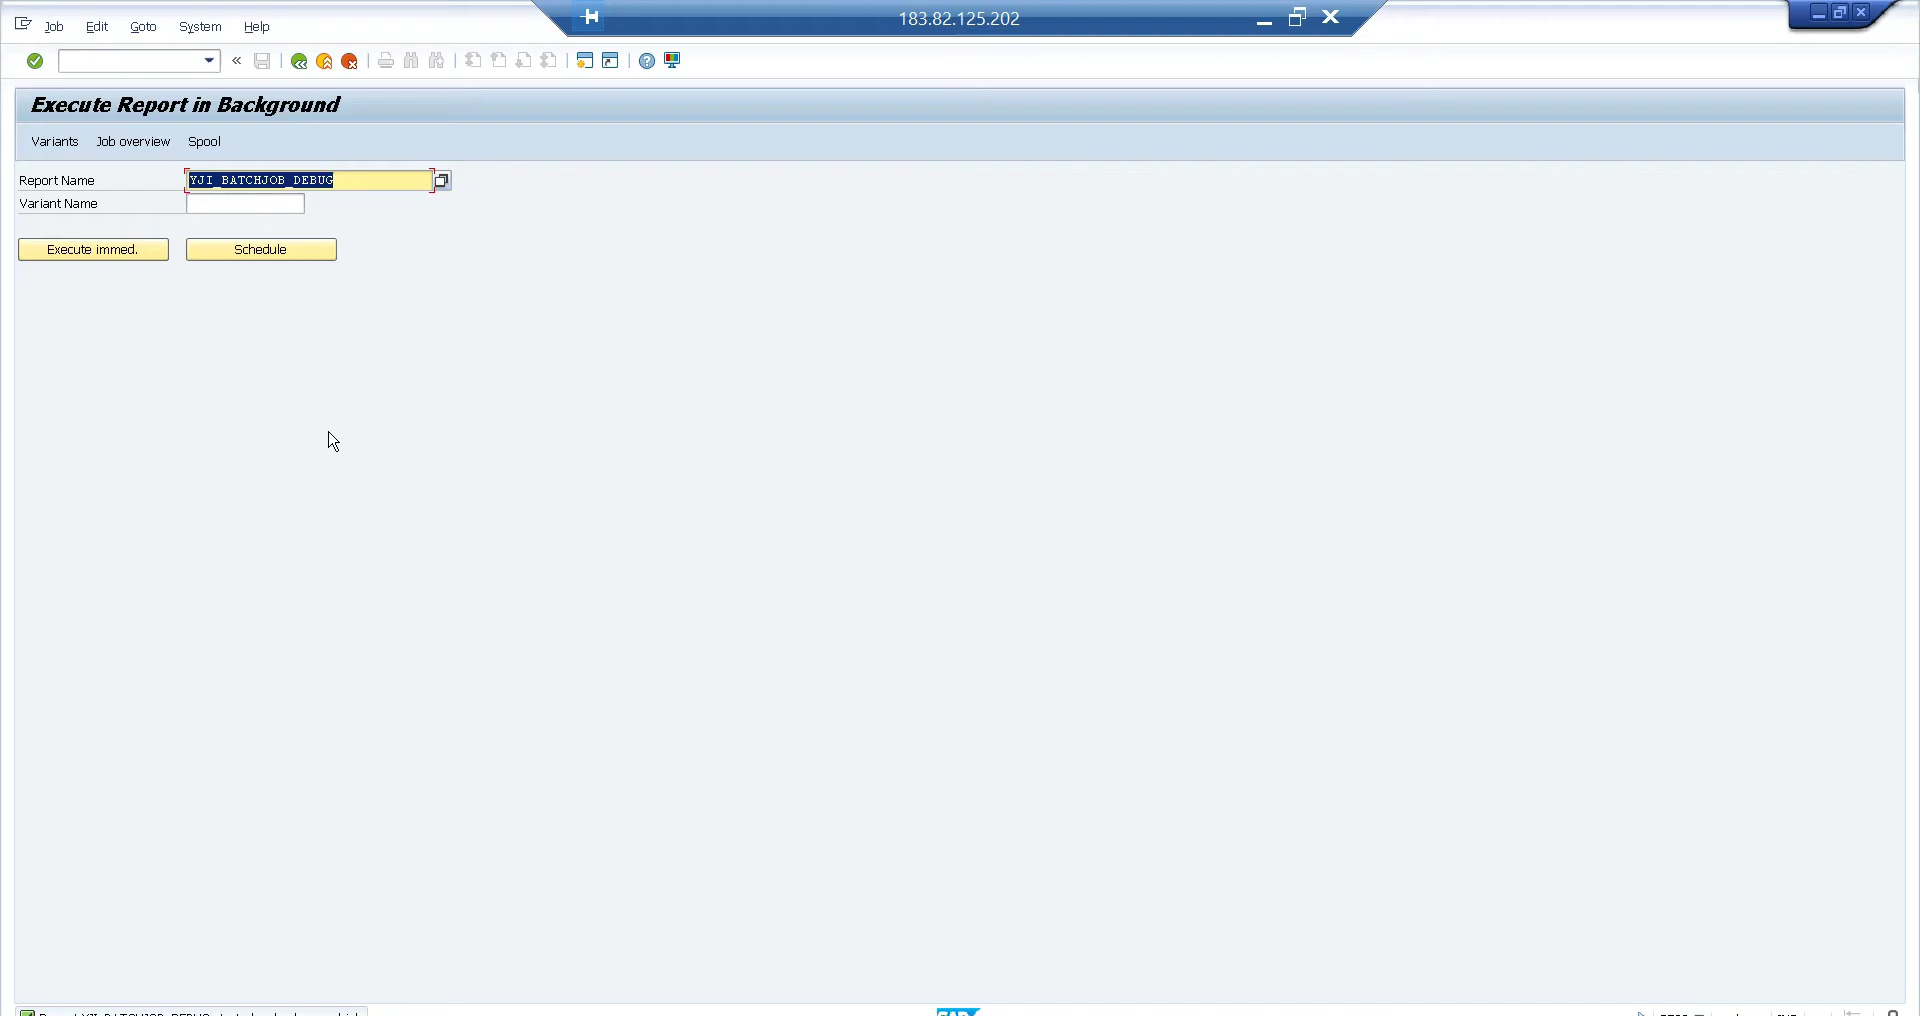 183.82.125.202
Job Edit Goto System Help
Execute Report in Background
Variants Job overview Spool
Report Name YJI_BATCHJOB_DEBUG
Variant Name
Execute immed. Schedule
SAP